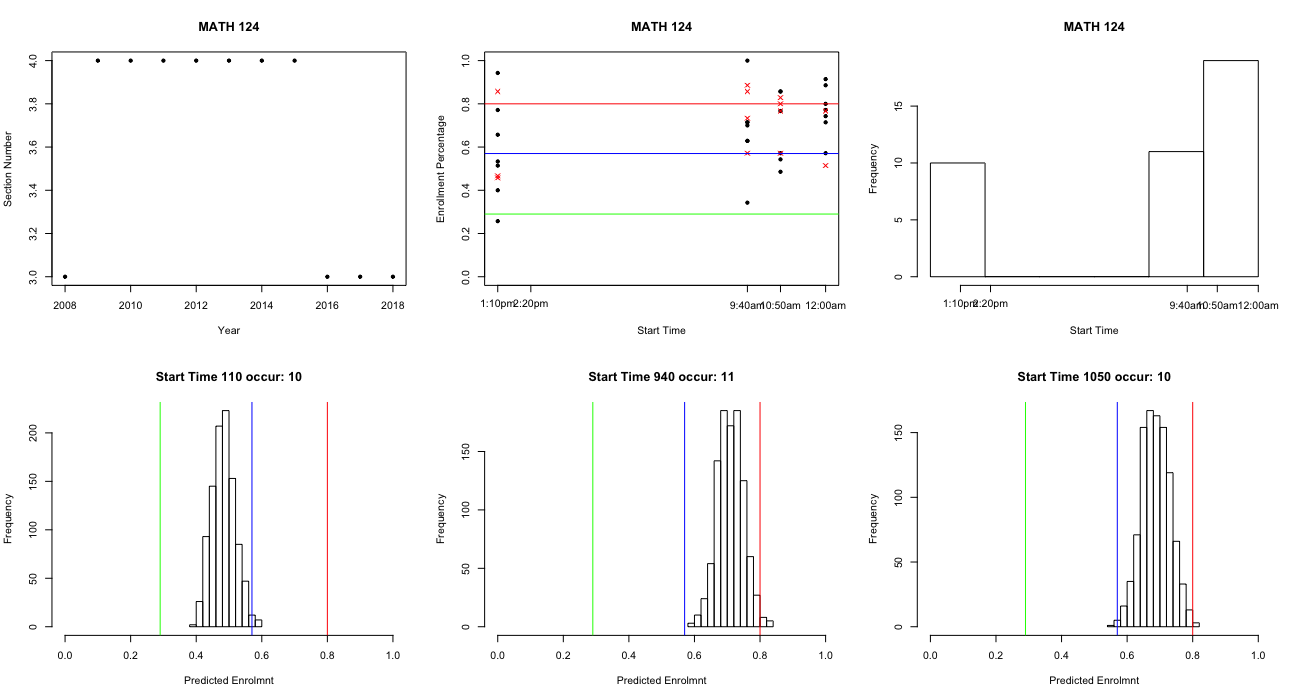 MATH 124
Section Number
4.0
3.8
3.6
3.4
3.2
3.0
2008 2010 2012 2014 2016 2018
Year
MATH 124
Enrollment Percentage
1.0
0.8
0.6
0.4
0.2
0.0
1:10pm 2:20pm 9:40am 10:50am 12:00am
Start Time
MATH 124
Frequency
15
10
5
0
1:10pm 2:20pm 9:40am 10:50am 12:00am
Start Time
Start Time 110 occur: 10
Frequency
200
150
100
50
0
0.0 0.2 0.4 0.6 0.8 1.0
Predicted Enrolmnt
Start Time 940 occur: 11
Frequency
150
100
50
0
0.0 0.2 0.4 0.6 0.8 1.0
Predicted Enrolmnt
Start Time 1050 occur: 10
Frequency
150
100
50
0
0.0 0.2 0.4 0.6 0.8 1.0
Predicted Enrolmnt